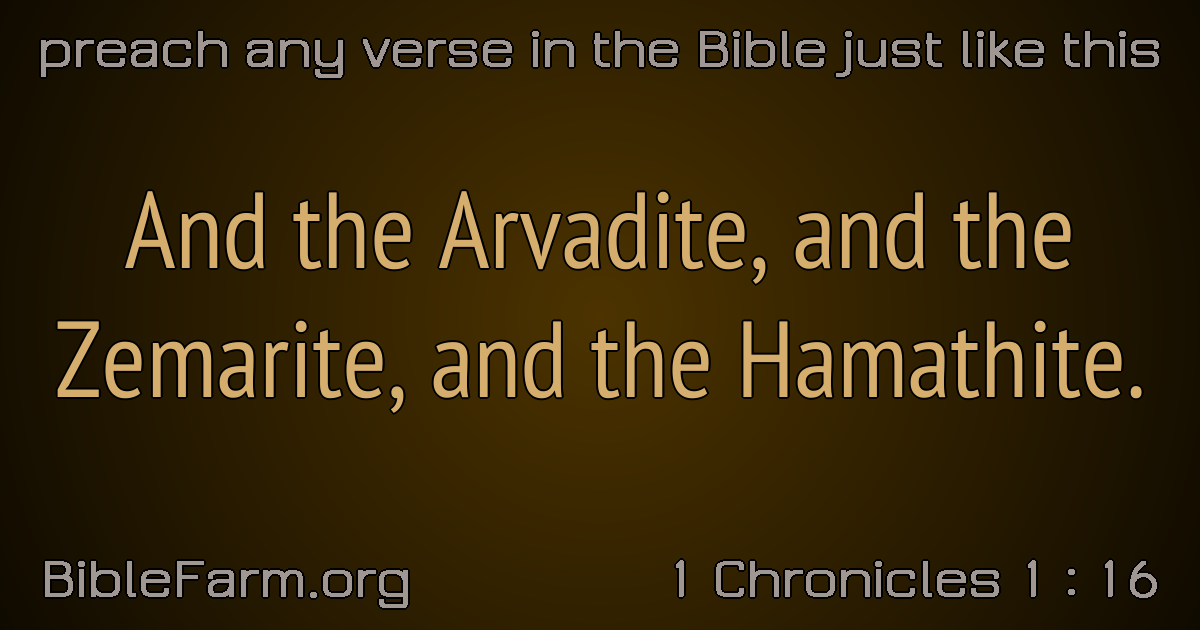 preach any verse in the Bible just like this
And the Arvadite, and the
Zemarite, and the Hamathite.
BibleFarm.org
1 Chronicles 1 : 16